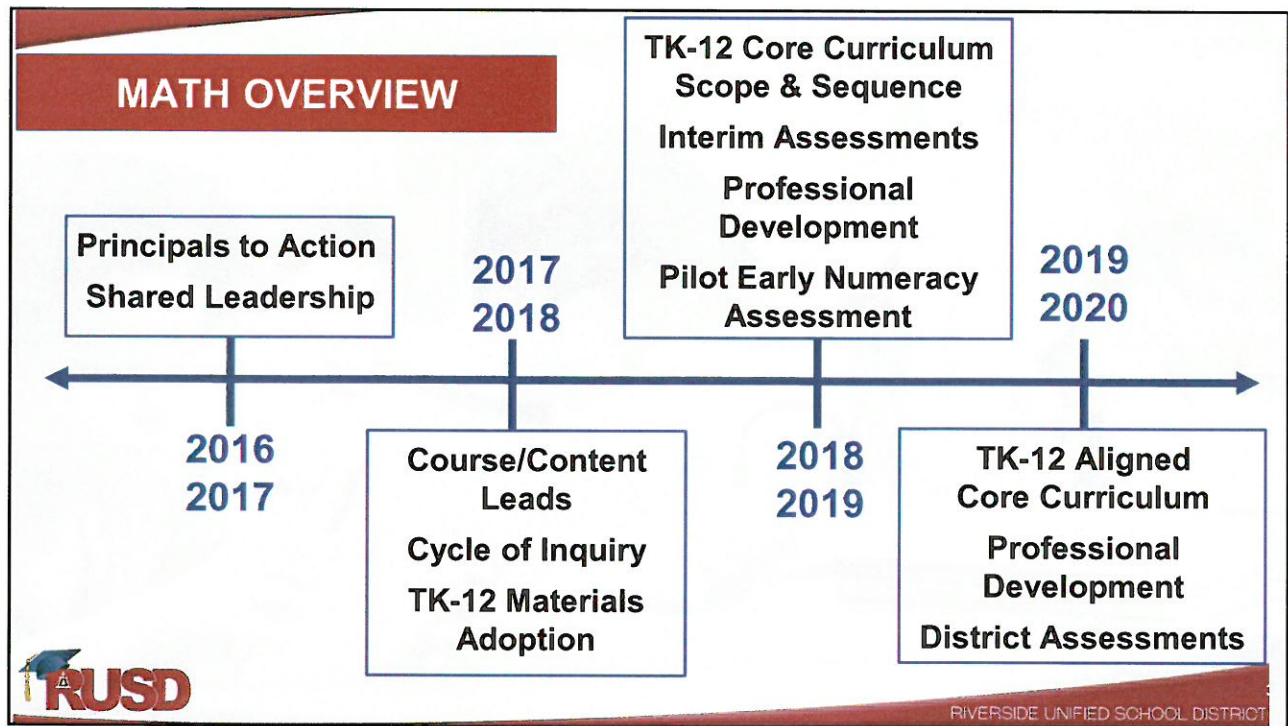 MATH OVERVIEW
Principals to Action
Shared Leadership
2016
2017
2017
2018
Course/Content
Leads
Cycle of Inquiry
TK-12 Materials
Adoption
TK-12 Core Curriculum
Scope & Sequence
Interim Assessments
Professional
Development
Pilot Early Numeracy
Assessment
2018
2019
2019
2020
TK-12 Aligned
Core Curriculum
Professional
Development
District Assessments
RUSD
RIVERSIDE UNIFIED SCHOOL DISTRICT